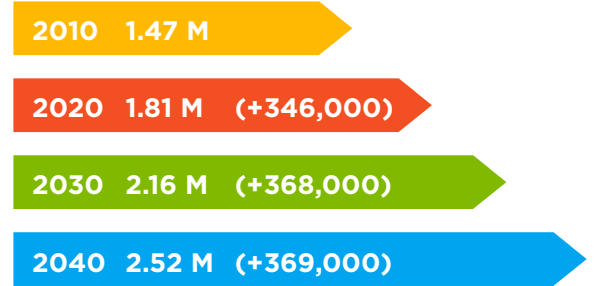 2010 1.47 M
2020 1.81 M (+346,000)
2030 2.16 M (+368,000)
2040 2.52 M (+369,000)